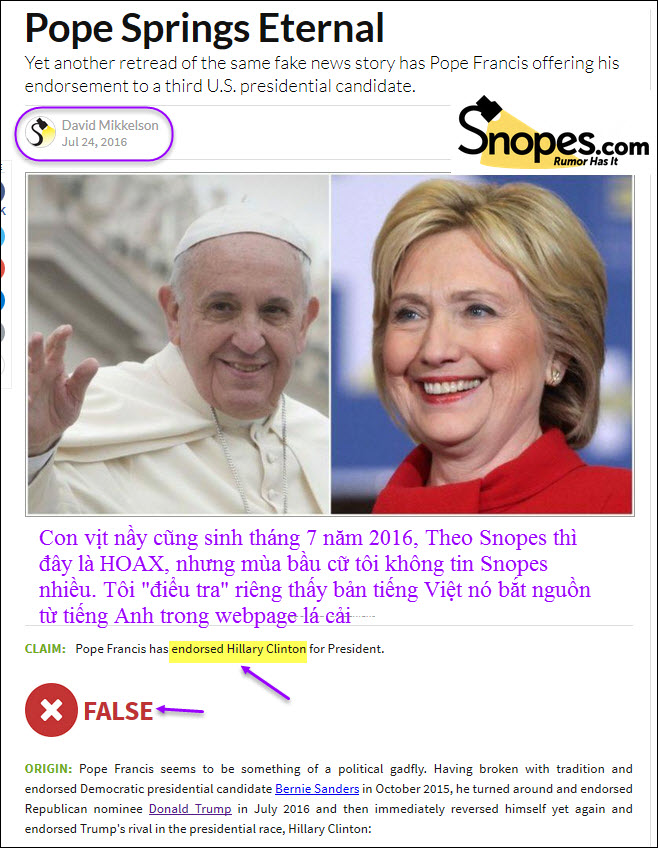 Pope Springs Eternal
Yet another retread of the same fake news story has Pope Francis offering his
endorsement to a third U.S. presidential candidate.
David Mikkelson
Jul 24, 2016
Snopes.com
Rumor Has It
Con vịt nầy cũng sinh tháng 7 năm 2016, Theo Snopes thì
đây là HOAX, nhưng mùa bầu cử tôi không tin Snopes
nhiều. Tôi "điểu tra" riêng thấy bản tiếng Việt nó bắt nguồn
từ tiếng Anh trong webpage lá cải
CLAIM: Pope Francis has endorsed Hillary Clinton for President.
FALSE
ORIGIN: Pope Francis seems to be something of a political gadfly. Having broken with tradition and
endorsed Democratic presidential candidate Bernie Sanders in October 2015, he turned around and endorsed
Republican nominee Donald Trump in July 2016 and then immediately reversed himself yet again and
endorsed Trump's rival in the presidential race, Hillary Clinton: